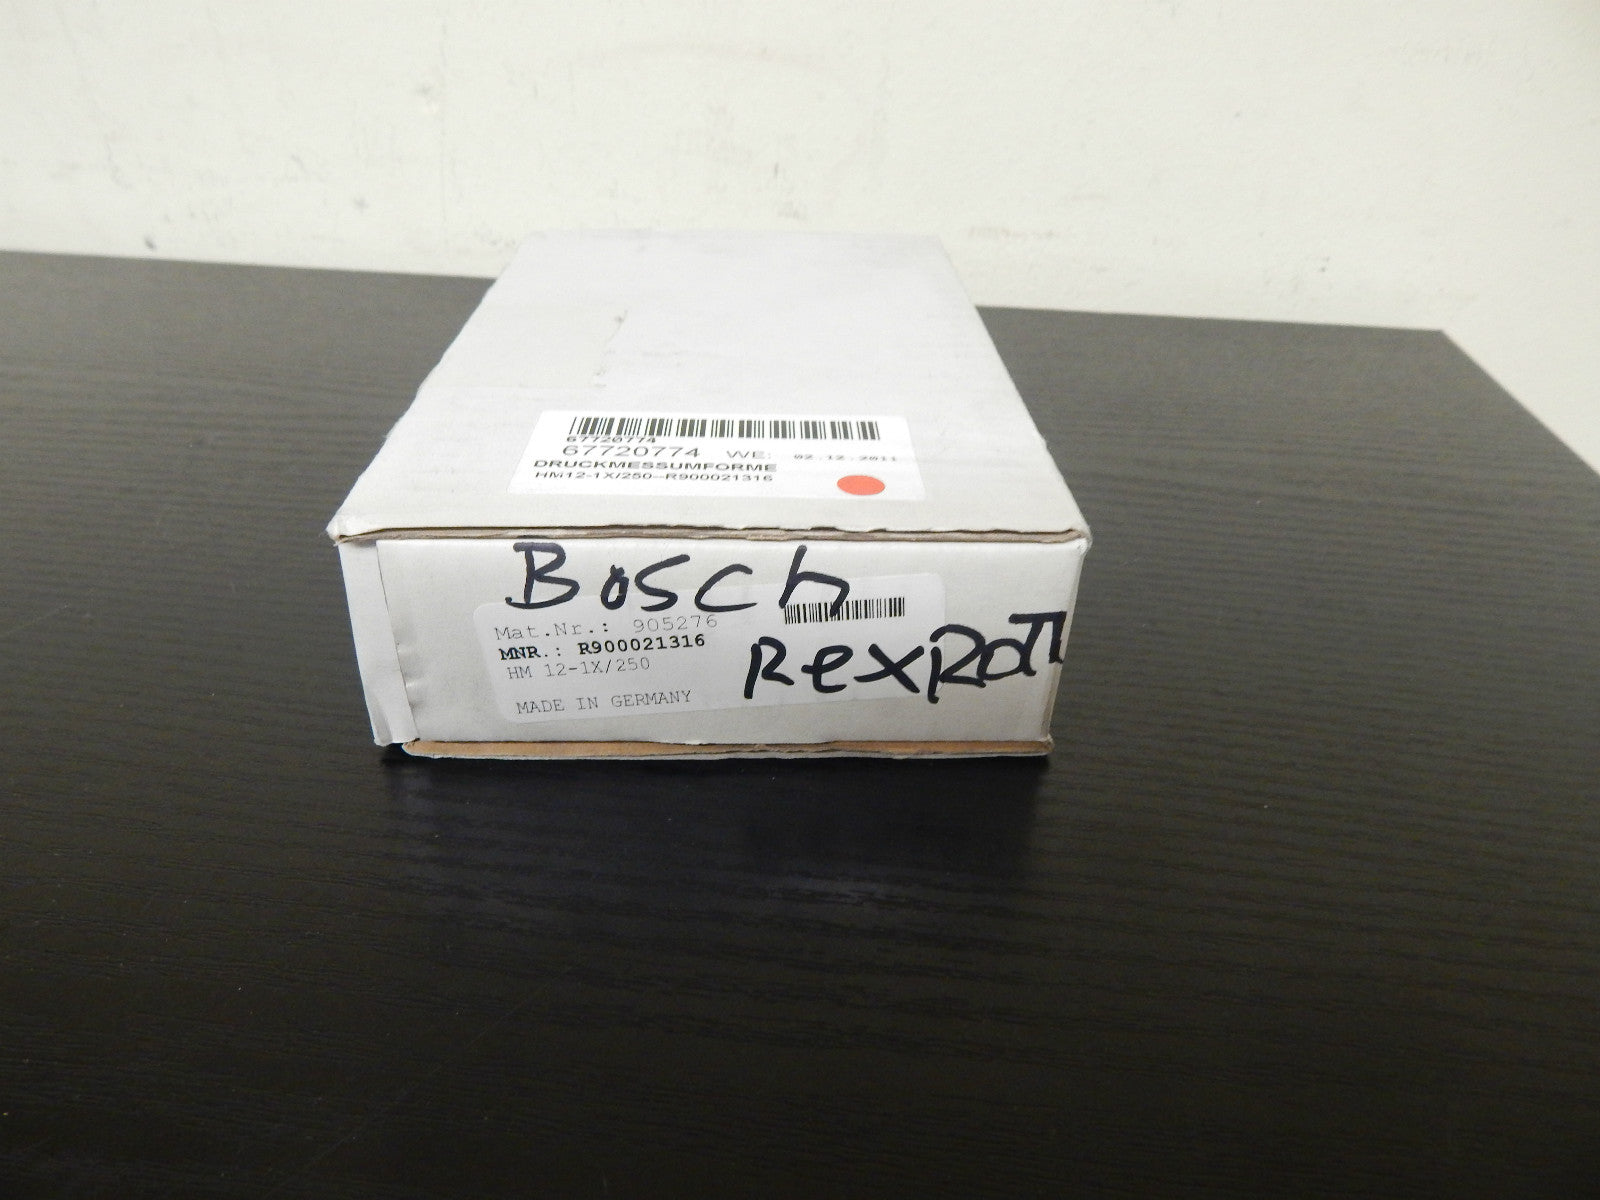 67720774
67720774 WE: 02.12.2011
DRUCKMESSUMFORME
HM12-1X/250--R900021316
Bosch
Mat.Nr.: 905276
MNR.: R900021316
RexRoTT
HM 12-1X/250
MADE IN GERMANY